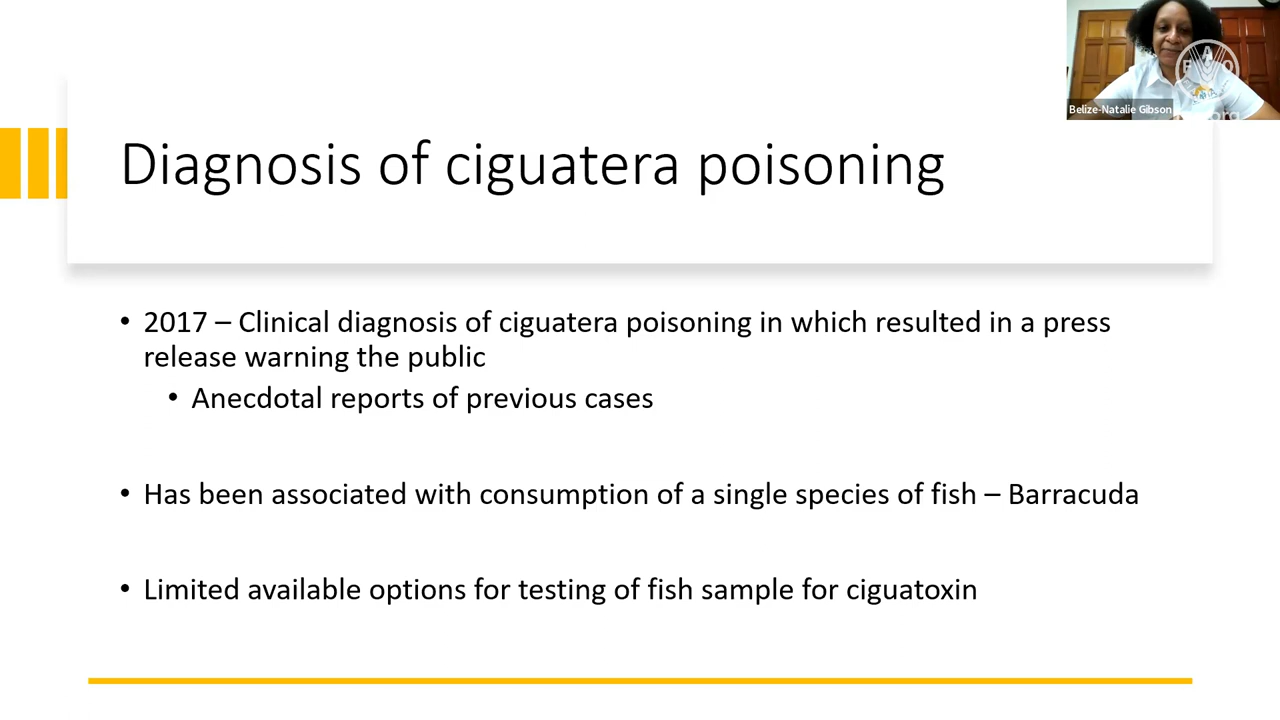 Belize-Natalie Gibson
Diagnosis of ciguatera poisoning
• 2017 – Clinical diagnosis of ciguatera poisoning in which resulted in a press
release warning the public
• Anecdotal reports of previous cases
• Has been associated with consumption of a single species of fish – Barracuda
• Limited available options for testing of fish sample for ciguatoxin